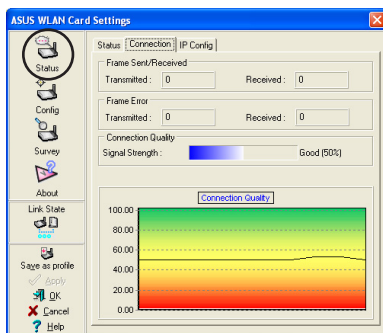 ASUS WLAN Card Settings
Status
Config
Survey
About
Link State
Save as profile
Apply
OK
Cancel
Help
Status Connection IP Config
Frame Sent/Received
Transmitted : 0 Received : 0
Frame Error
Transmitted : 0 Received : 0
Connection Quality
Signal Strength : Good (50%)
Connection Quality
100.00
80.00
60.00
40.00
20.00
0.00